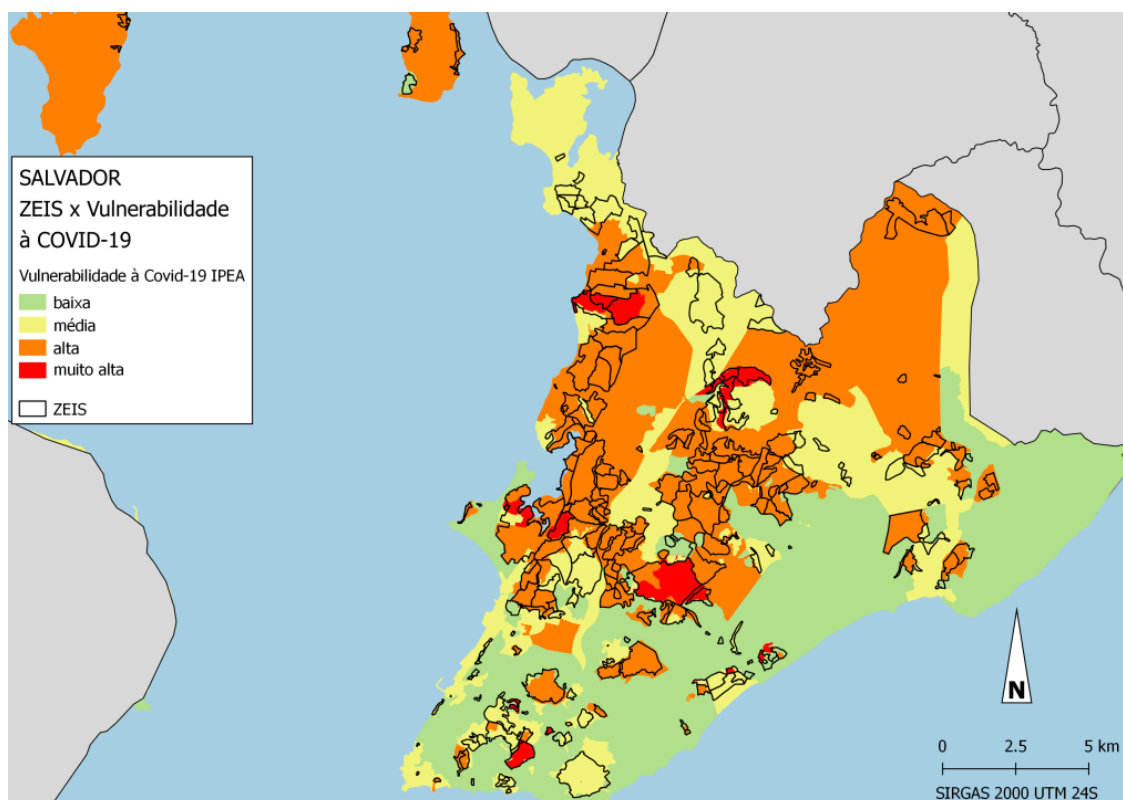 SALVADOR
ZEIS x Vulnerabilidade
à COVID-19
Vulnerabilidade à Covid-19 IPEA
baixa
média
alta
muito alta
ZEIS
N
0 2.5 5 km
SIRGAS 2000 UTM 24S